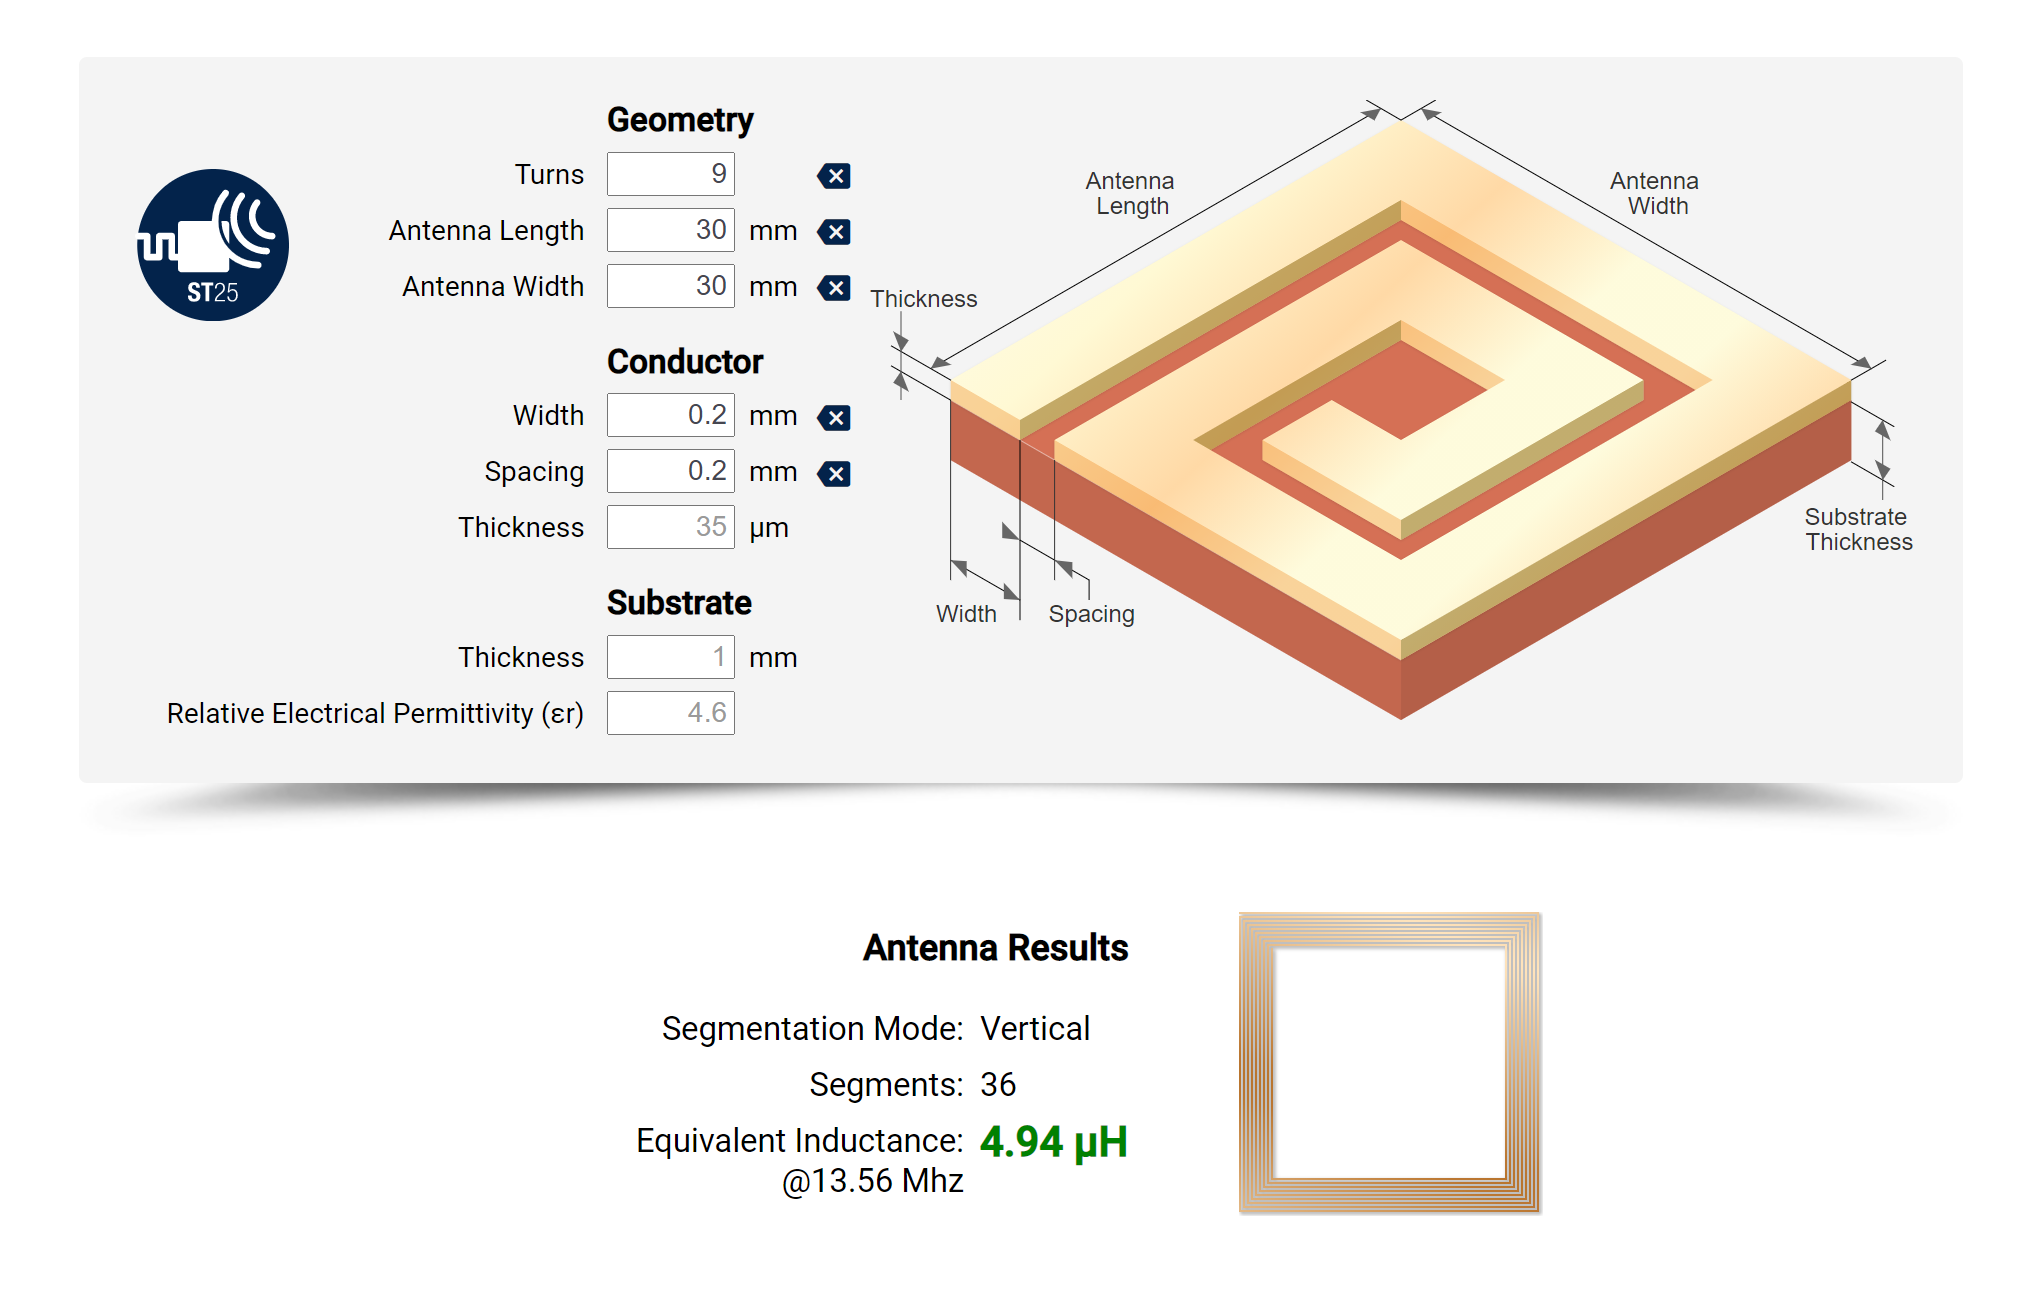 Geometry
Turns 9
Antenna Length 30 mm
Antenna Width 30 mm
Conductor
Width 0.2 mm
Spacing 0.2 mm
Thickness 35 µm
Substrate
Thickness 1 mm
Relative Electrical Permittivity (εr) 4.6
ST25
Antenna
Length
Antenna
Width
Thickness
Width
Spacing
Substrate
Thickness
Antenna Results
Segmentation Mode: Vertical
Segments: 36
Equivalent Inductance: 4.94 µH
@13.56 Mhz